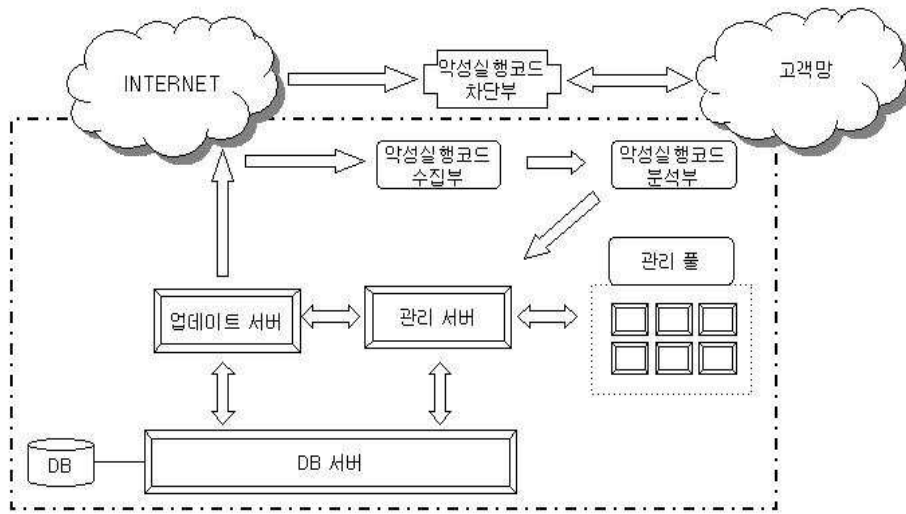 INTERNET
악성실행코드
차단부
고객망
악성실행코드
수집부
악성실행코드
분석부
관리 풀
업데이트 서버
관리 서버
DB
DB 서버